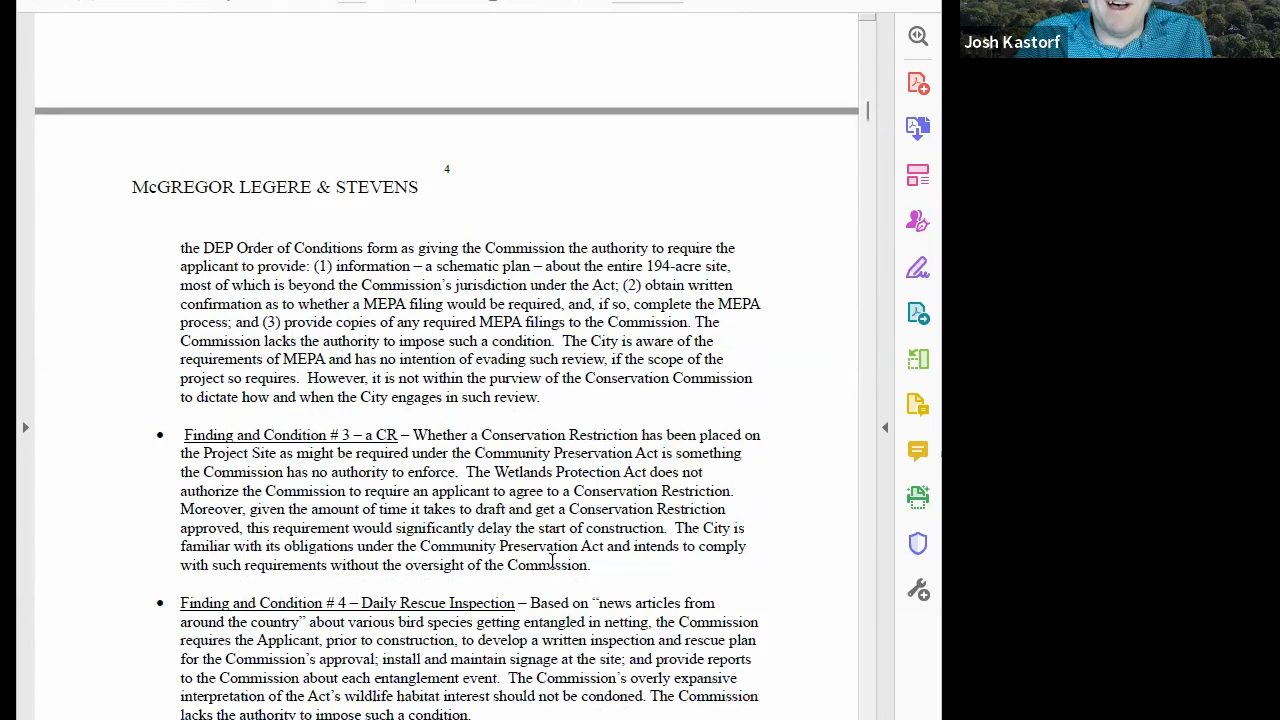 Josh Kastorf
4
McGREGOR LEGERE & STEVENS
the DEP Order of Conditions form as giving the Commission the authority to require the
applicant to provide: (1) information – a schematic plan – about the entire 194-acre site,
most of which is beyond the Commission’s jurisdiction under the Act; (2) obtain written
confirmation as to whether a MEPA filing would be required, and, if so, complete the MEPA
process; and (3) provide copies of any required MEPA filings to the Commission. The
Commission lacks the authority to impose such a condition. The City is aware of the
requirements of MEPA and has no intention of evading such review, if the scope of the
project so requires. However, it is not within the purview of the Conservation Commission
to dictate how and when the City engages in such review.
• Finding and Condition # 3 – a CR – Whether a Conservation Restriction has been placed on
the Project Site as might be required under the Community Preservation Act is something
the Commission has no authority to enforce. The Wetlands Protection Act does not
authorize the Commission to require an applicant to agree to a Conservation Restriction.
Moreover, given the amount of time it takes to draft and get a Conservation Restriction
approved, this requirement would significantly delay the start of construction. The City is
familiar with its obligations under the Community Preservation Act and intends to comply
with such requirements without the oversight of the Commission.
• Finding and Condition # 4 – Daily Rescue Inspection – Based on “news articles from
around the country” about various bird species getting entangled in netting, the Commission
requires the Applicant, prior to construction, to develop a written inspection and rescue plan
for the Commission’s approval; install and maintain signage at the site; and provide reports
to the Commission about each entanglement event. The Commission’s overly expansive
interpretation of the Act’s wildlife habitat interest should not be condoned. The Commission
lacks the authority to impose such a condition.